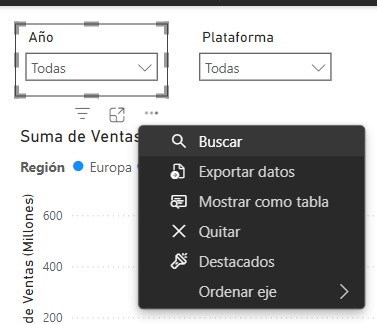 Año
Plataforma
Todas
Todas
Suma de Ventas
Buscar
Región
Europa
Exportar datos
Mostrar como tabla
Quitar
Destacados
Ordenar eje
de Ventas (Millones)
600
400
200